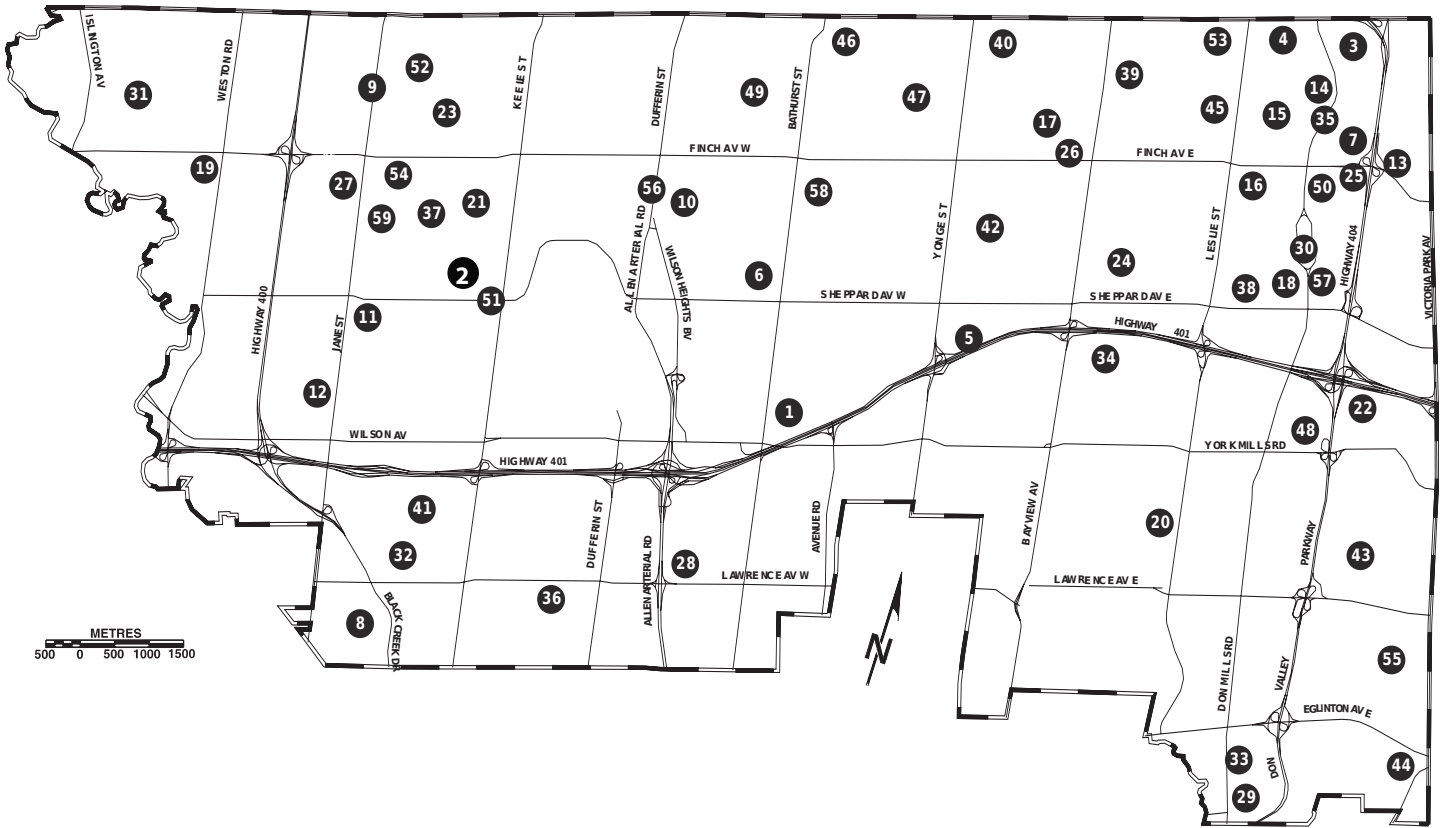 ISLINGTON AV
WESTON RD
KEELE ST
DUFFERIN ST
BATHURST ST
46
40
53
4
3
52
9
31
23
49
47
39
17
45
15
14
35
7
FINCH AV W
FINCH AV E
26
19
27
54
59
37
21
56
10
58
16
50
25
13
ALLEN ARTERIAL RD
WILSON HEIGHTS BV
YONGE ST
42
LESLIE ST
24
30
HIGHWAY 404
VICTORIA PARK AV
2
51
6
38
18
57
SHEPPARD AV W
SHEPPARD AV E
HIGHWAY 400
JANE ST
11
5
HIGHWAY 401
34
12
1
22
48
WILSON AV
YORK MILLS RD
HIGHWAY 401
41
32
DUFFERIN ST
ALLEN ARTERIAL RD
28
AVENUE RD
BAYVIEW AV
20
PARKWAY
43
LAWRENCE AV W
LAWRENCE AV E
36
8
BLACK CREEK DR
N
METRES
500 0 500 1000 1500
DON MILLS RD
VALLEY
55
EGLINTON AV E
33
29
DON
44